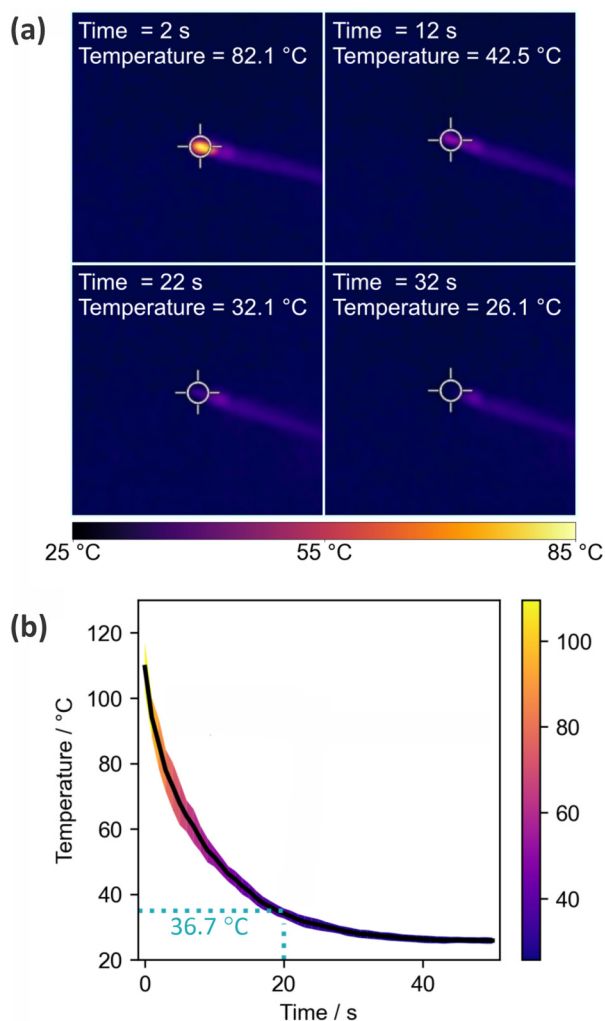 (a)
Time = 2 s
Temperature = 82.1 °C
Time = 12 s
Temperature = 42.5 °C
Time = 22 s
Temperature = 32.1 °C
Time = 32 s
Temperature = 26.1 °C
25 °C
55 °C
85 °C
(b)
120
100
80
60
40
20
Temperature / °C
36.7 °C
0
20
40
Time / s
100
80
60
40